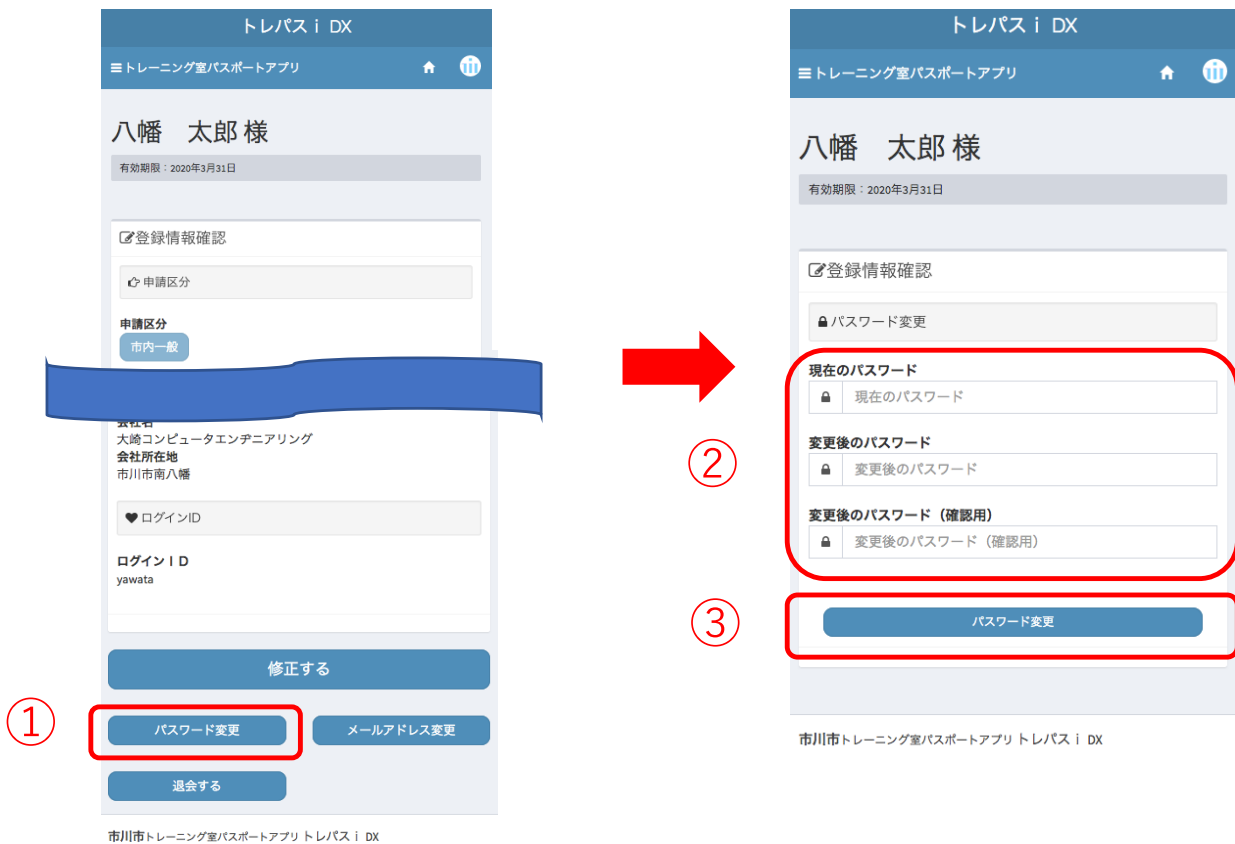 トレパスｉ DX
トレーニング室パスポートアプリ
八幡　太郎 様
有効期限：2020年3月31日
登録情報確認
申請区分
申請区分
市内一般
会社名
大崎コンピュータエンヂニアリング
会社所在地
市川市南八幡
ログインID
ログインＩＤ
yawata
修正する
①
パスワード変更 メールアドレス変更
退会する
市川市トレーニング室パスポートアプリ トレパスｉ DX
トレパスｉ DX
トレーニング室パスポートアプリ
八幡　太郎 様
有効期限：2020年3月31日
登録情報確認
パスワード変更
②
現在のパスワード
現在のパスワード
変更後のパスワード
変更後のパスワード
変更後のパスワード（確認用）
変更後のパスワード（確認用）
③
パスワード変更
市川市トレーニング室パスポートアプリ トレパスｉ DX